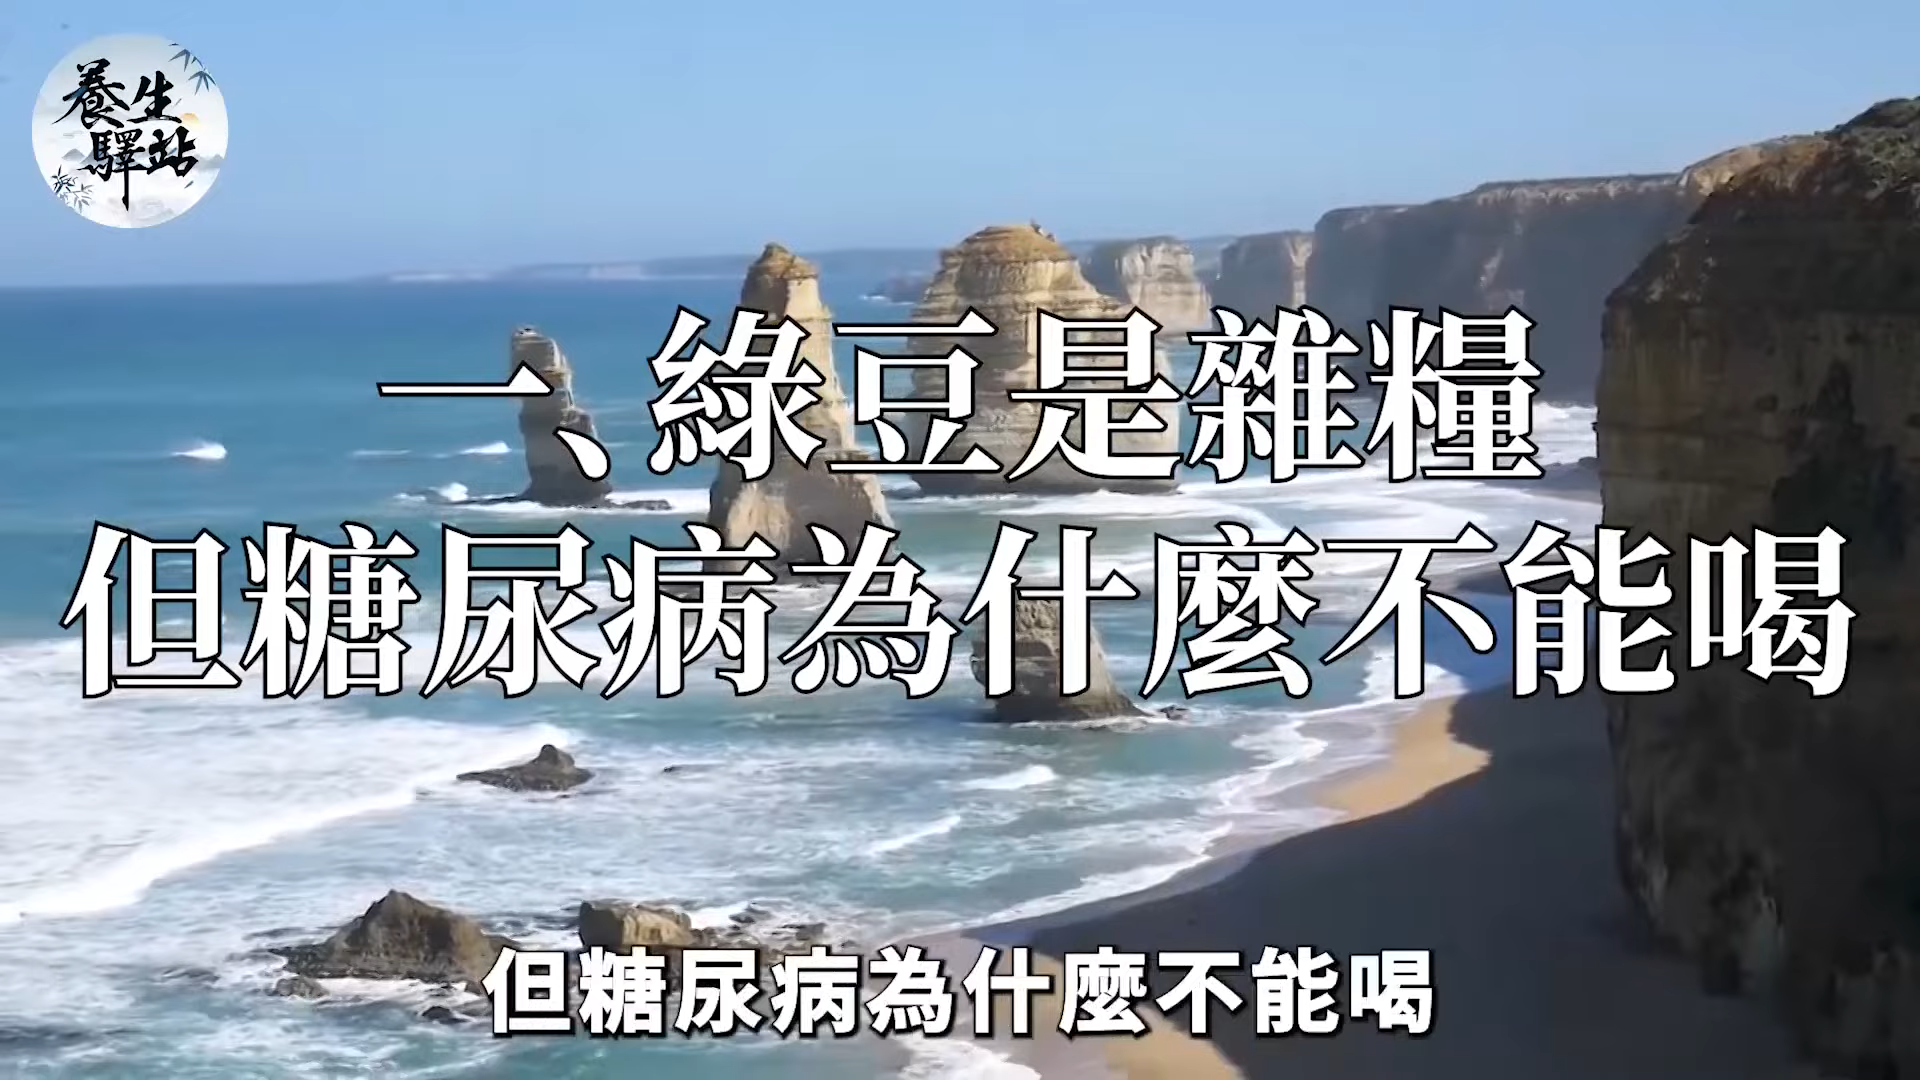 養生
驛站
一、綠豆是雜糧
但糖尿病為什麼不能喝
但糖尿病為什麼不能喝